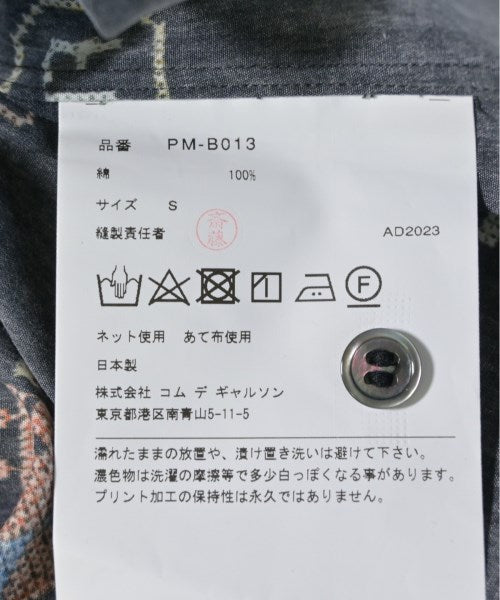 品番 PM-B013
綿 100%
サイズ S
縫製責任者 斎藤 AD2023
F
ネット使用 あて布使用
日本製
株式会社 コム デ ギャルソン
東京都港区南青山5-11-5
濡れたままの放置や、漬け置き洗いは避けて下さい。
濃色物は洗濯の摩擦等で多少白っぽくなる事があります。
プリント加工の保持性は永久ではありません。